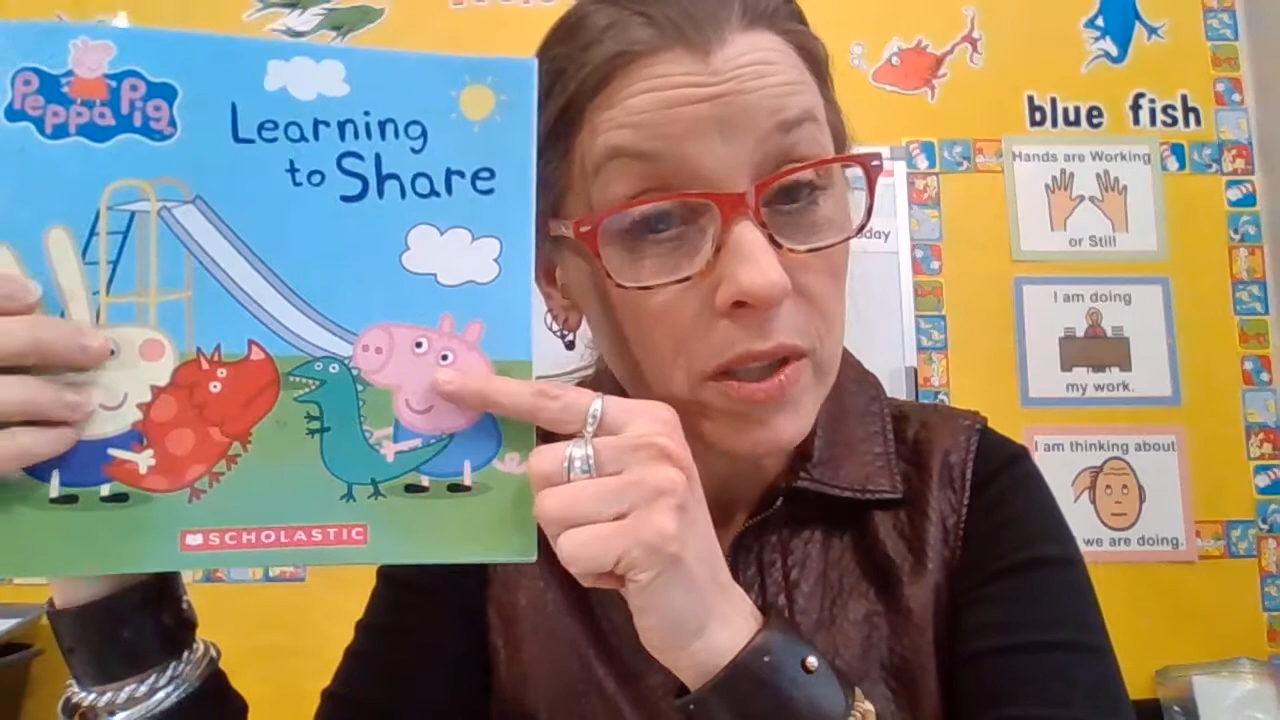 Peppa Pig
Learning
to Share
SCHOLASTIC
blue fish
Hands are Working
or Still
I am doing
my work.
I am thinking about
we are doing.